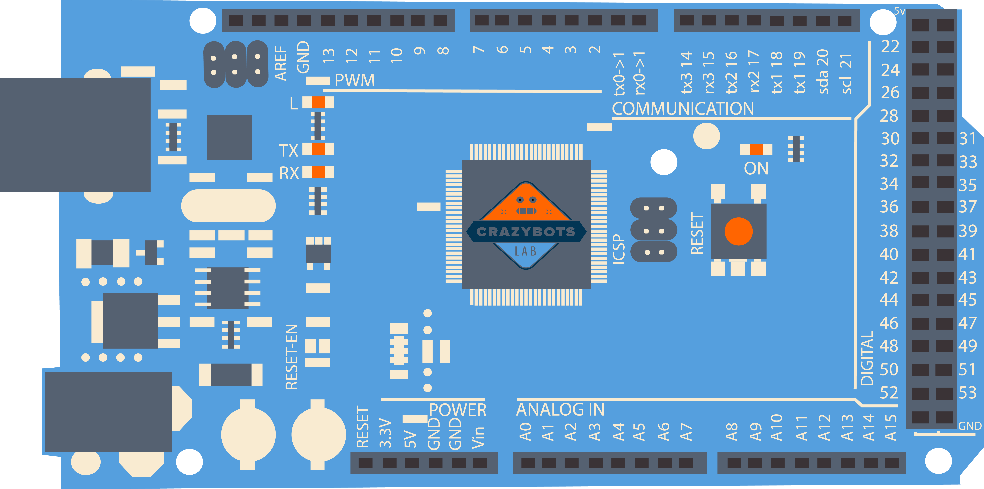 5v
AREF
GND
13
12
11
10
9
8
7
6
5
4
3
2
tx0->1
rx0->1
tx3 14
rx3 15
tx2 16
rx2 17
tx1 18
tx1 19
sda 20
scl 21
PWM
COMMUNICATION
L
TX
RX
ON
22
24
26
28
30 31
32 33
34 35
36 37
38 39
40 41
42 43
44 45
46 47
48 49
50 51
52 53
GND
DIGITAL
CRAZYBOTS
LAB
ICSP
RESET
RESET-EN
POWER
ANALOG IN
RESET
3.3V
5V
GND
GND
Vin
A0
A1
A2
A3
A4
A5
A6
A7
A8
A9
A10
A11
A12
A13
A14
A15